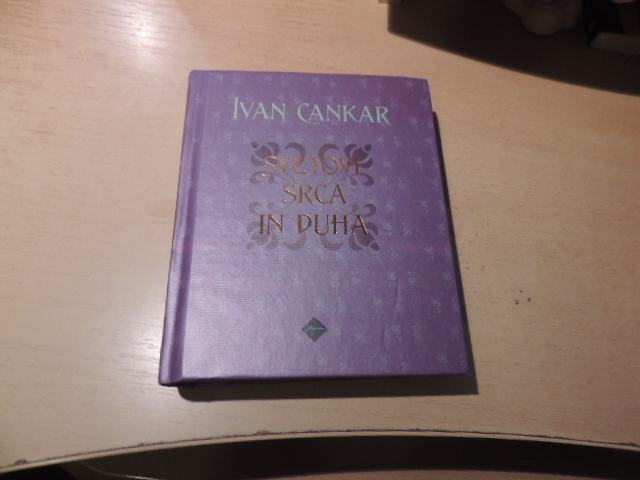 IVAN CANKAR
SVETOVI
SRCA
IN DUHA